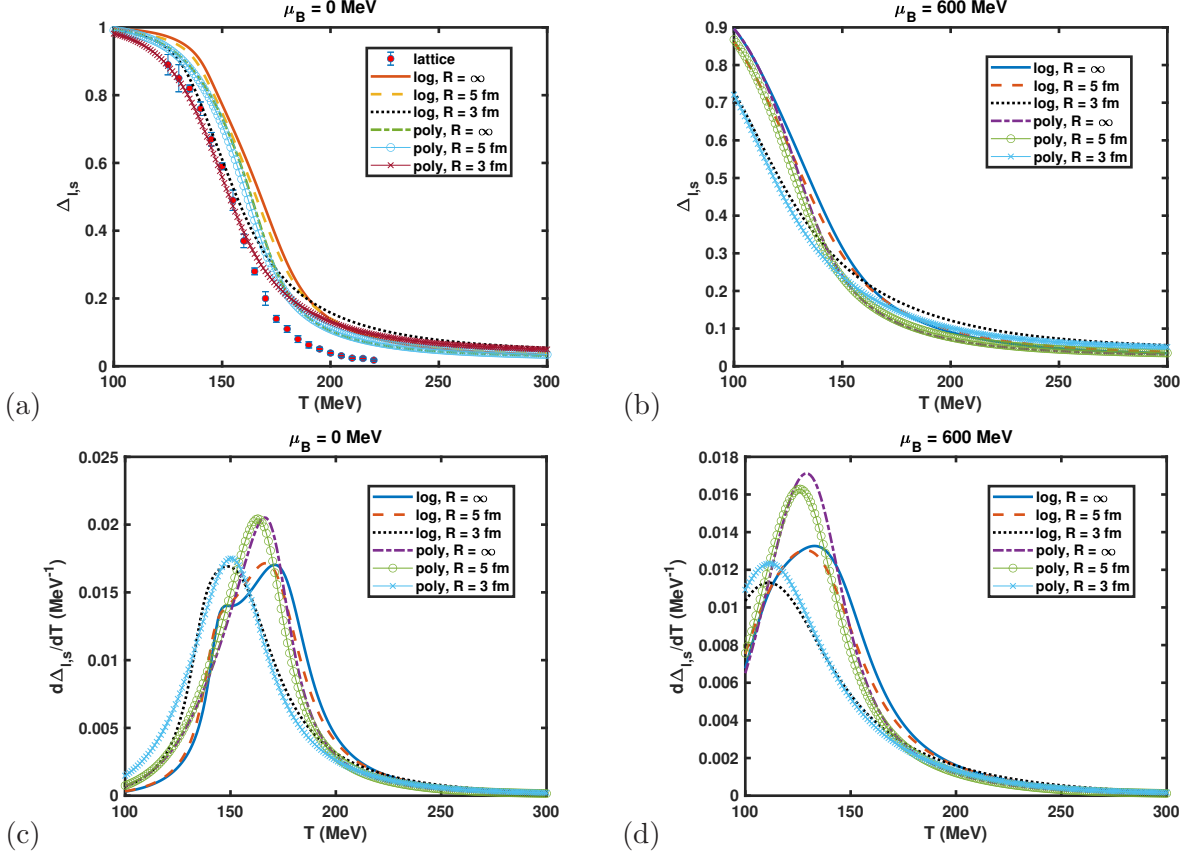 μ_B = 0 MeV
1
0.8
0.6
0.4
0.2
0
Δ_l,s
100 150 200 250 300
T (MeV)
lattice
log, R = ∞
log, R = 5 fm
log, R = 3 fm
poly, R = ∞
poly, R = 5 fm
poly, R = 3 fm
(a)
μ_B = 600 MeV
0.9
0.8
0.7
0.6
0.5
0.4
0.3
0.2
0.1
0
Δ_l,s
100 150 200 250 300
T (MeV)
log, R = ∞
log, R = 5 fm
log, R = 3 fm
poly, R = ∞
poly, R = 5 fm
poly, R = 3 fm
(b)
μ_B = 0 MeV
0.025
0.02
0.015
0.01
0.005
0
dΔ_l,s/dT (MeV⁻¹)
100 150 200 250 300
T (MeV)
log, R = ∞
log, R = 5 fm
log, R = 3 fm
poly, R = ∞
poly, R = 5 fm
poly, R = 3 fm
(c)
μ_B = 600 MeV
0.018
0.016
0.014
0.012
0.01
0.008
0.006
0.004
0.002
0
dΔ_l,s/dT (MeV⁻¹)
100 150 200 250 300
T (MeV)
log, R = ∞
log, R = 5 fm
log, R = 3 fm
poly, R = ∞
poly, R = 5 fm
poly, R = 3 fm
(d)